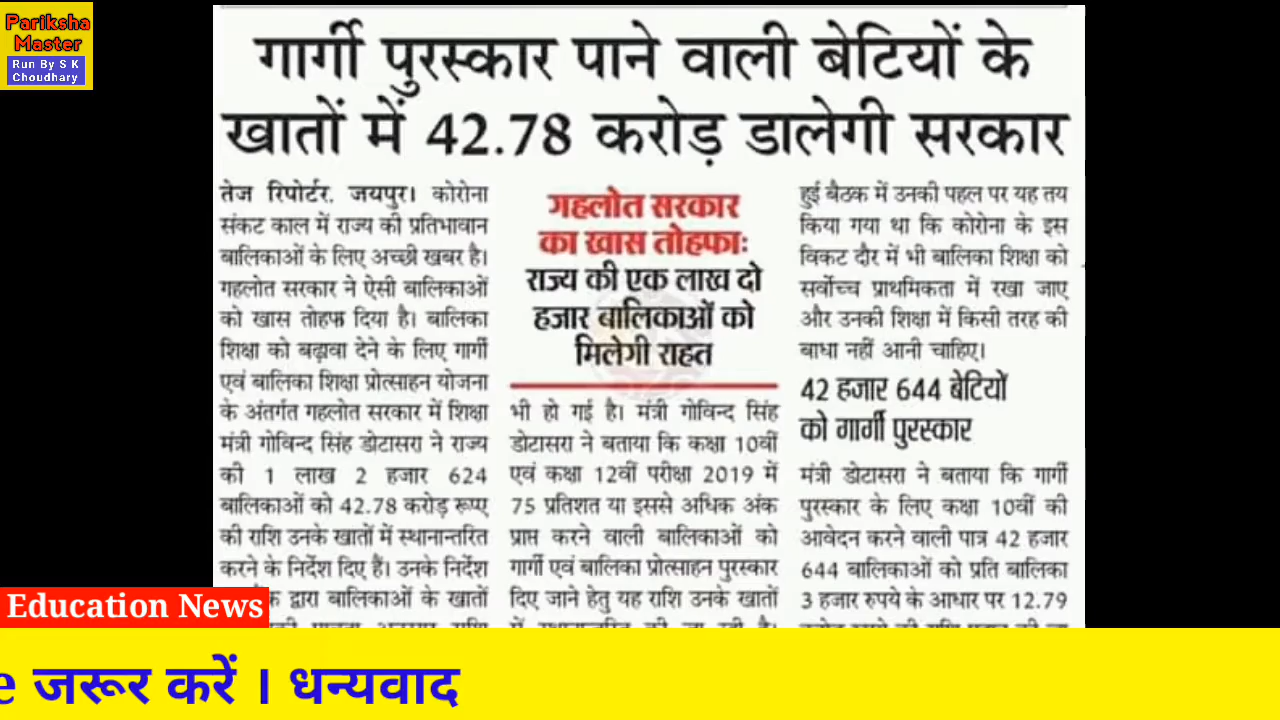 Pariksha
Master
Run By S K
Choudhary
गार्गी पुरस्कार पाने वाली बेटियों के
खातों में 42.78 करोड़ डालेगी सरकार
तेज रिपोर्टर, जयपुर। कोरोना
संकट काल में राज्य की प्रतिभावान
बालिकाओं के लिए अच्छी खबर है।
गहलोत सरकार ने ऐसी बालिकाओं
को खास तोहफ दिया है। बालिका
शिक्षा को बढ़ावा देने के लिए गार्गी
एवं बालिका शिक्षा प्रोत्साहन योजना
के अंतर्गत गहलोत सरकार में शिक्षा
मंत्री गोविन्द सिंह डोटासरा ने राज्य
की 1 लाख 2 हजार 624
बालिकाओं को 42.78 करोड़ रूपए
की राशि उनके खातों में स्थानान्तरित
करने के निर्देश दिए हैं। उनके निर्देश
द्वारा बालिकाओं के खातों
गहलोत सरकार
का खास तोहफाः
राज्य की एक लाख दो
हजार बालिकाओं को
मिलेगी राहत
भी हो गई है। मंत्री गोविन्द सिंह
डोटासरा ने बताया कि कक्षा 10वीं
एवं कक्षा 12वीं परीक्षा 2019 में
75 प्रतिशत या इससे अधिक अंक
प्राप्त करने वाली बालिकाओं को
गार्गी एवं बालिका प्रोत्साहन पुरस्कार
दिए जाने हेतु यह राशि उनके खातों
हुई बैठक में उनकी पहल पर यह तय
किया गया था कि कोरोना के इस
विकट दौर में भी बालिका शिक्षा को
सर्वोच्च प्राथमिकता में रखा जाए
और उनकी शिक्षा में किसी तरह की
बाधा नहीं आनी चाहिए।
42 हजार 644 बेटियों
को गार्गी पुरस्कार
मंत्री डोटासरा ने बताया कि गार्गी
पुरस्कार के लिए कक्षा 10वीं की
आवेदन करने वाली पात्र 42 हजार
644 बालिकाओं को प्रति बालिका
3 हजार रुपये के आधार पर 12.79
Education News
e जरूर करें । धन्यवाद